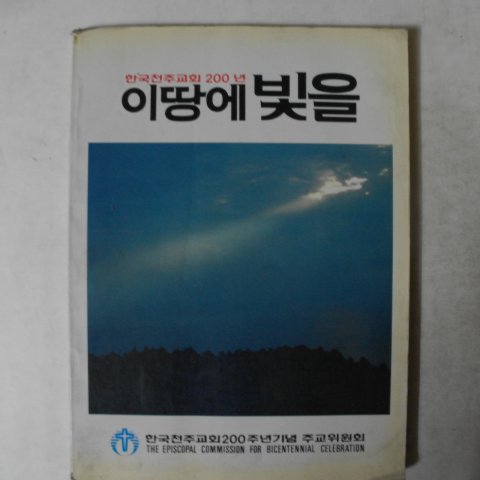 한국천주교회 200 년
이땅에 빛을
한국천주교회200주년기념 주교위원회
THE EPISCOPAL COMMISSION FOR BICENTENNIAL CELEBRATION